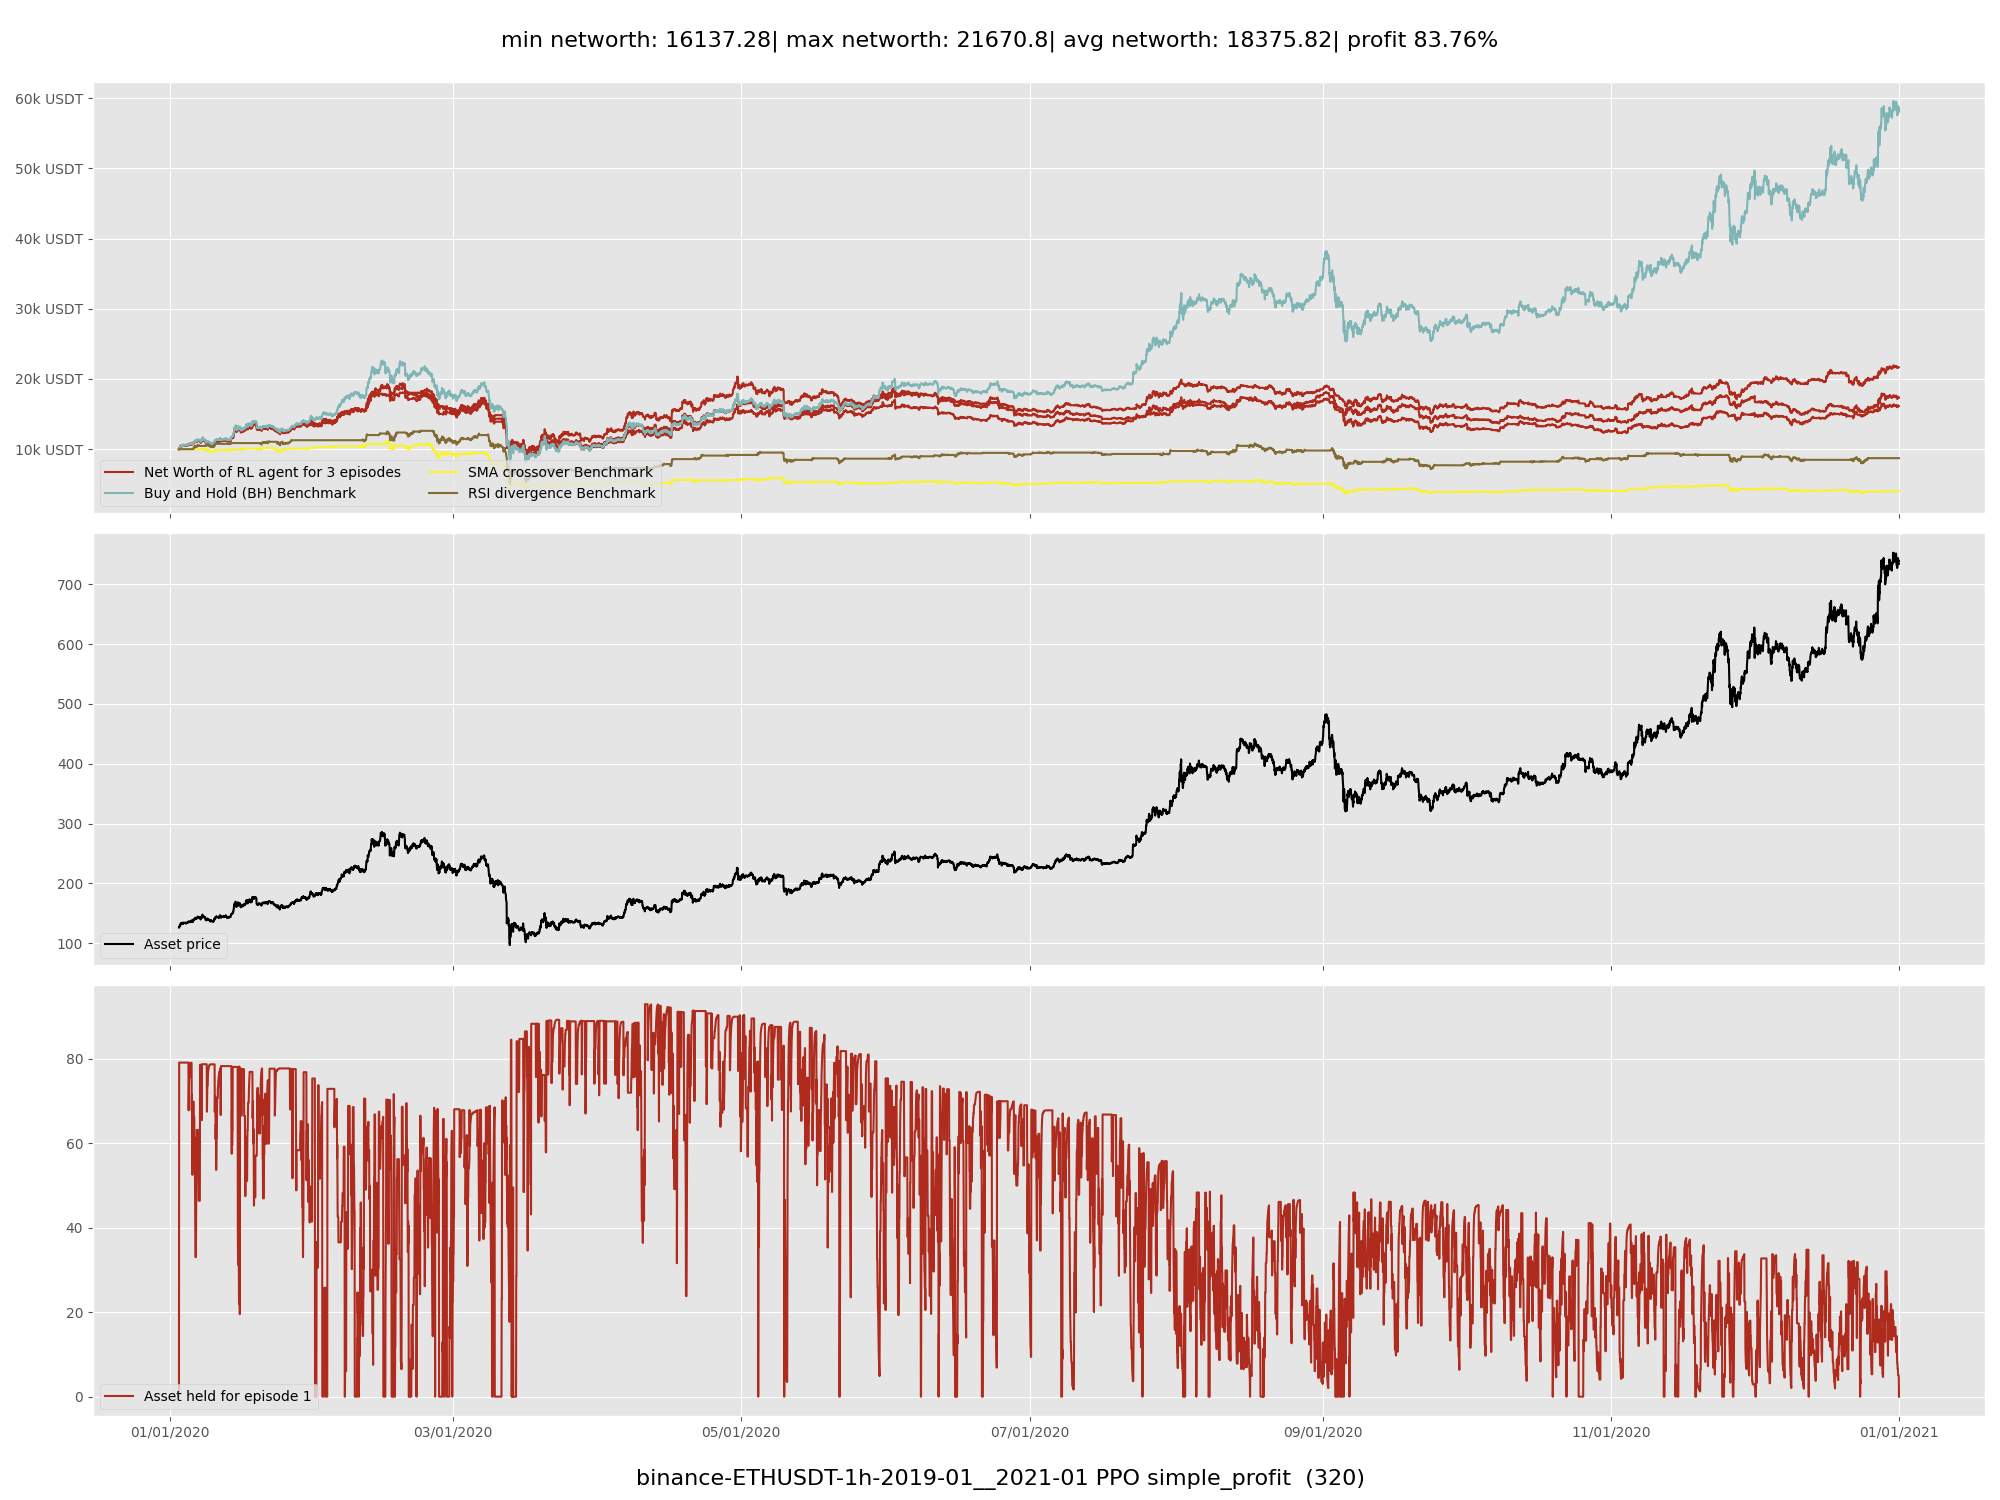 min networth: 16137.28| max networth: 21670.8| avg networth: 18375.82| profit 83.76%
60k USDT
50k USDT
40k USDT
30k USDT
20k USDT
10k USDT
Net Worth of RL agent for 3 episodes
Buy and Hold (BH) Benchmark
SMA crossover Benchmark
RSI divergence Benchmark
700
600
500
400
300
200
100
Asset price
80
60
40
20
0
Asset held for episode 1
01/01/2020 03/01/2020 05/01/2020 07/01/2020 09/01/2020 11/01/2020 01/01/2021
binance-ETHUSDT-1h-2019-01__2021-01 PPO simple_profit (320)